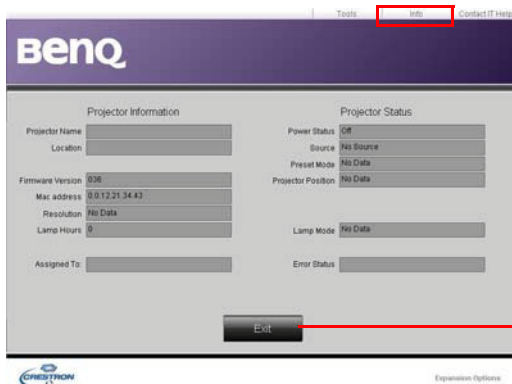 Tools Info Contact IT Help
BenQ
Projector Information
Projector Name
Location
Firmware Version 036
Mac address 0.0.12.21.34.43
Resolution No Data
Lamp Hours 0
Assigned To:
Projector Status
Power Status Off
Source No Source
Preset Mode No Data
Projector Position No Data
Lamp Mode No Data
Error Status
Exit
CRESTRON
Expansion Options